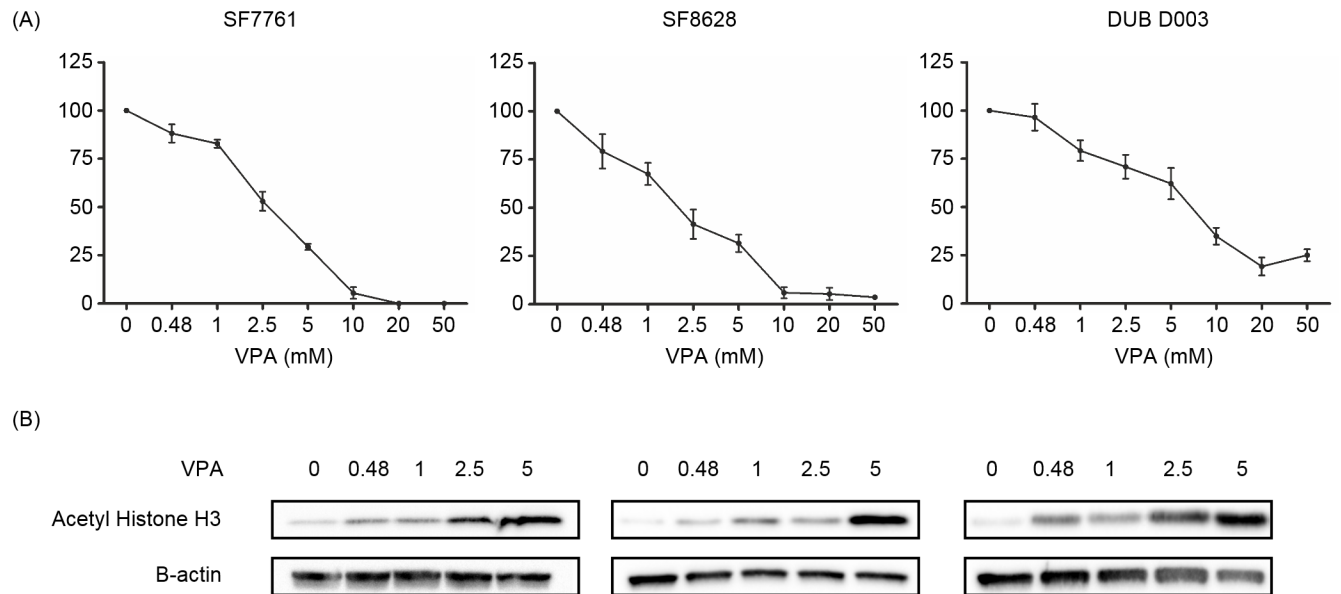 (A)
SF7761
SF8628
DUB D003
125
100
75
50
25
0
0 0.48 1 2.5 5 10 20 50
VPA (mM)
125
100
75
50
25
0
0 0.48 1 2.5 5 10 20 50
VPA (mM)
125
100
75
50
25
0
0 0.48 1 2.5 5 10 20 50
VPA (mM)
(B)
VPA 0 0.48 1 2.5 5 0 0.48 1 2.5 5 0 0.48 1 2.5 5
Acetyl Histone H3
B-actin